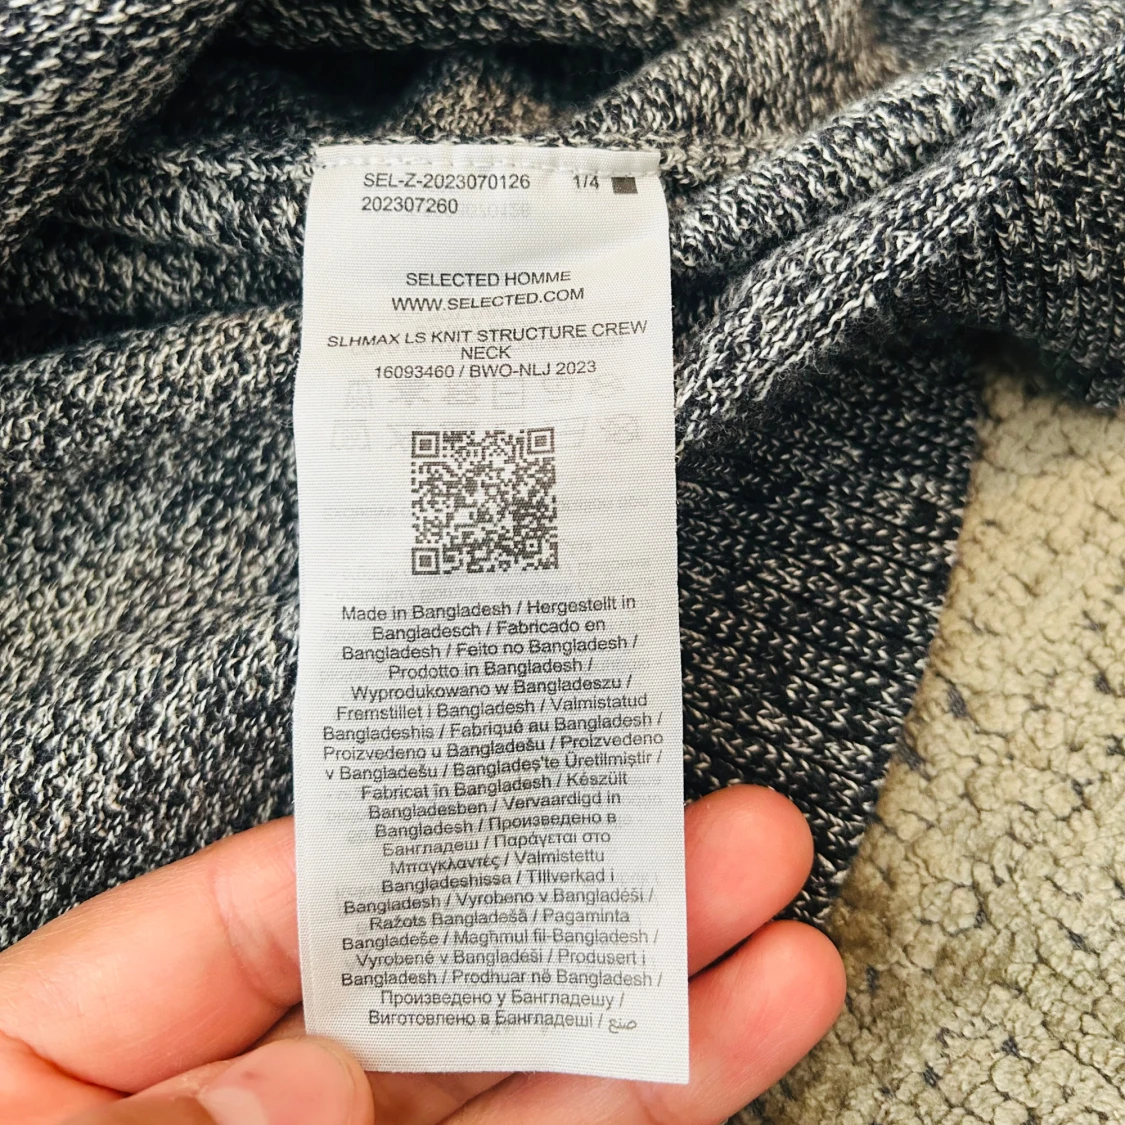 SEL-Z-2023070126 1/4
202307260
SELECTED HOMME
WWW.SELECTED.COM
SLHMAX LS KNIT STRUCTURE CREW
NECK
16093460 / BWO-NLJ 2023
Made in Bangladesh / Hergestellt in
Bangladesch / Fabricado en
Bangladesh / Feito no Bangladesh /
Prodotto in Bangladesh /
Wyprodukowano w Bangladeszu /
Fremstillet i Bangladesh / Valmistatud
Bangladeshis / Fabriqué au Bangladesh /
Proizvedeno u Bangladešu / Proizvedeno
v Bangladešu / Bangladeş'te Üretilmiştir /
Fabricat în Bangladesh / Készült
Bangladesben / Vervaardigd in
Bangladesh / Произведено в
Бангладеш / Παράγεται στο
Μπαγκλαντές / Valmistettu
Bangladeshissa / Tillverkad i
Bangladesh / Vyrobeno v Bangladéši /
Ražots Bangladešā / Pagaminta
Bangladeše / Magħmul fil-Bangladesh /
Vyrobené v Bangladéši / Produsert i
Bangladesh / Prodhuar në Bangladesh /
Произведено у Бангладешу /
Виготовлено в Бангладеші / صنع